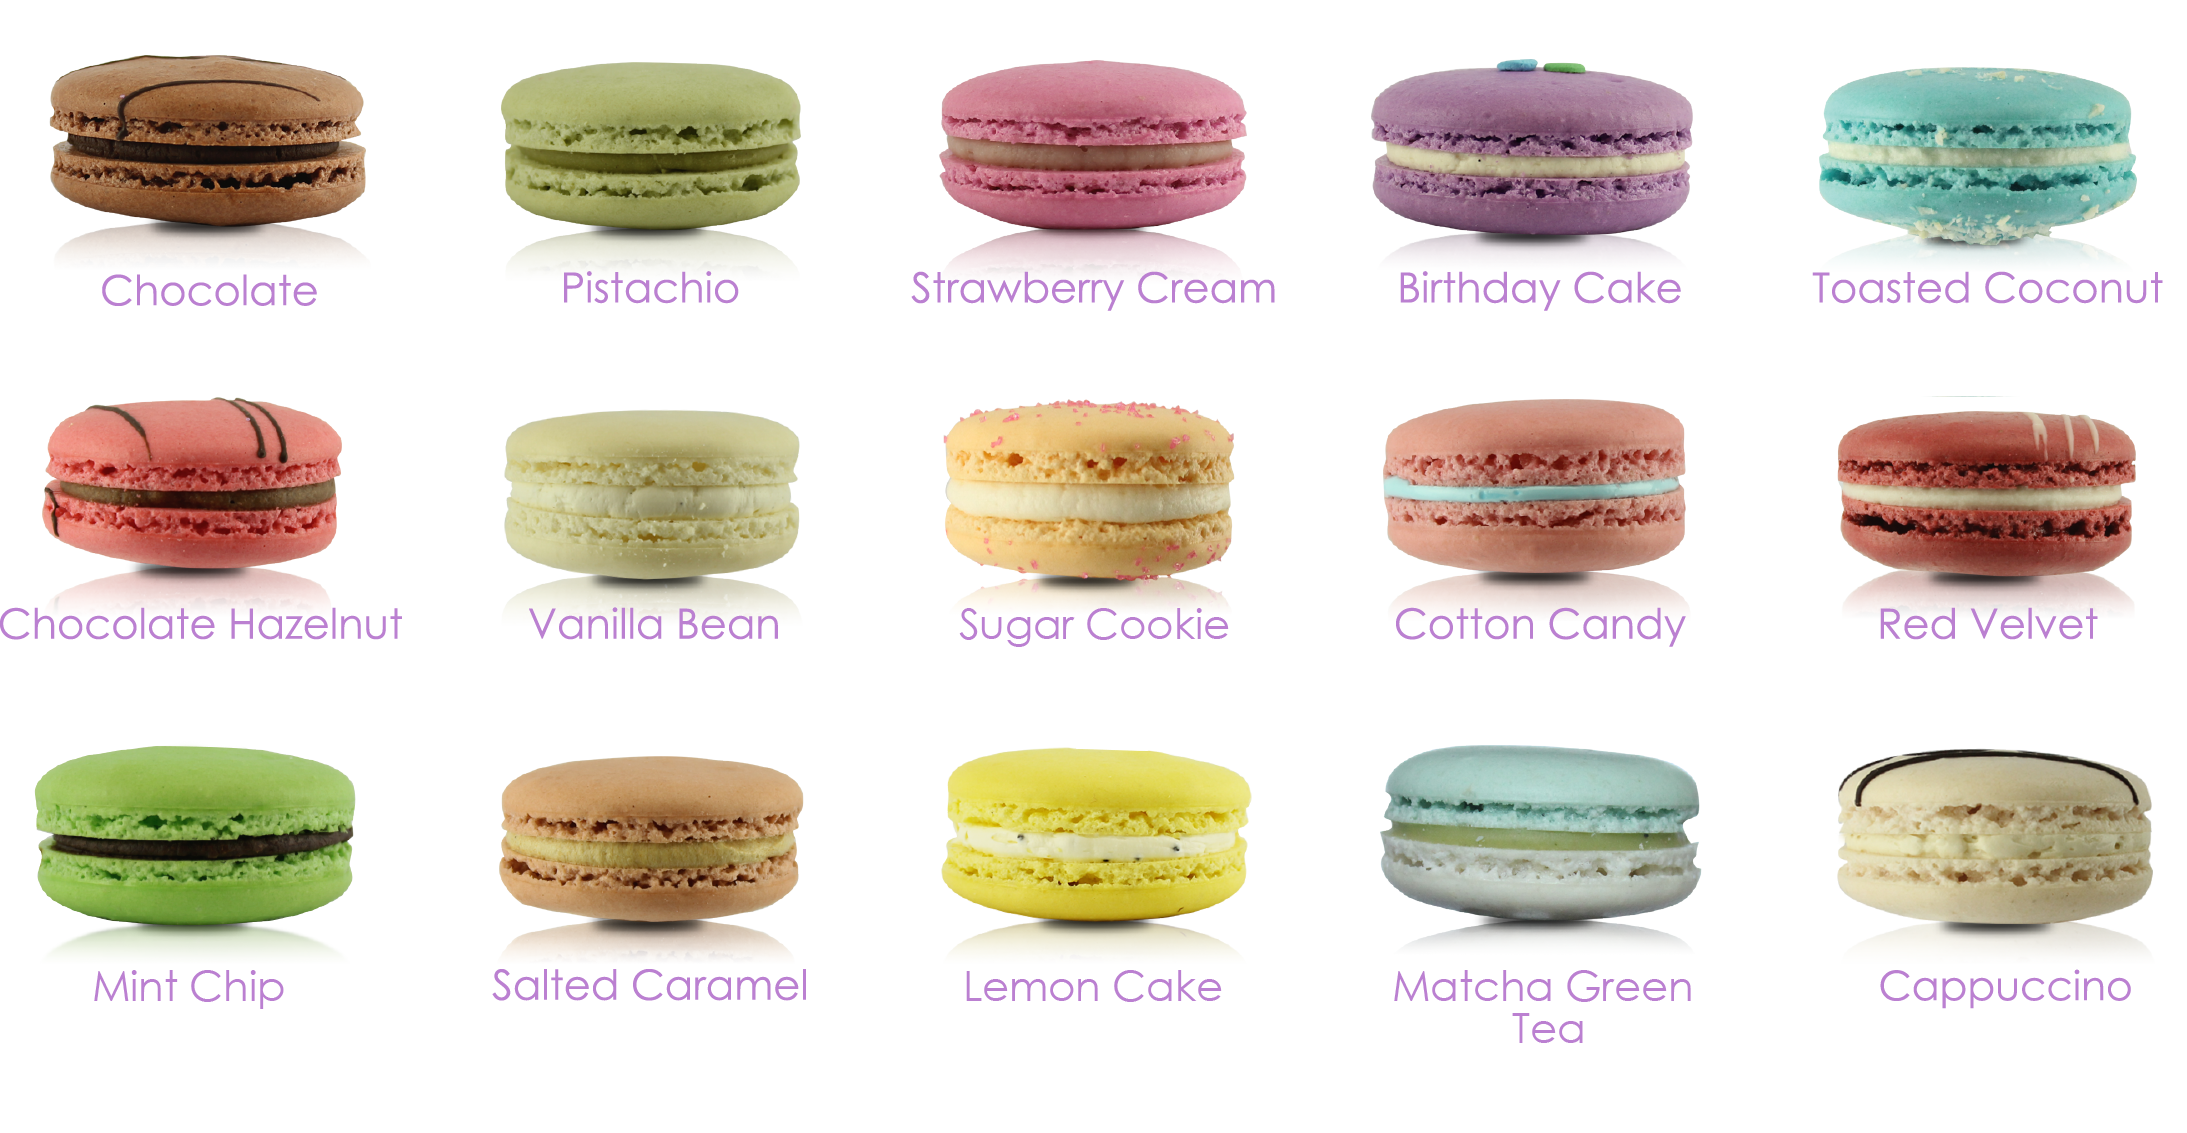 Chocolate
Pistachio
Strawberry Cream
Birthday Cake
Toasted Coconut
Chocolate Hazelnut
Vanilla Bean
Sugar Cookie
Cotton Candy
Red Velvet
Mint Chip
Salted Caramel
Lemon Cake
Matcha Green
Tea
Cappuccino